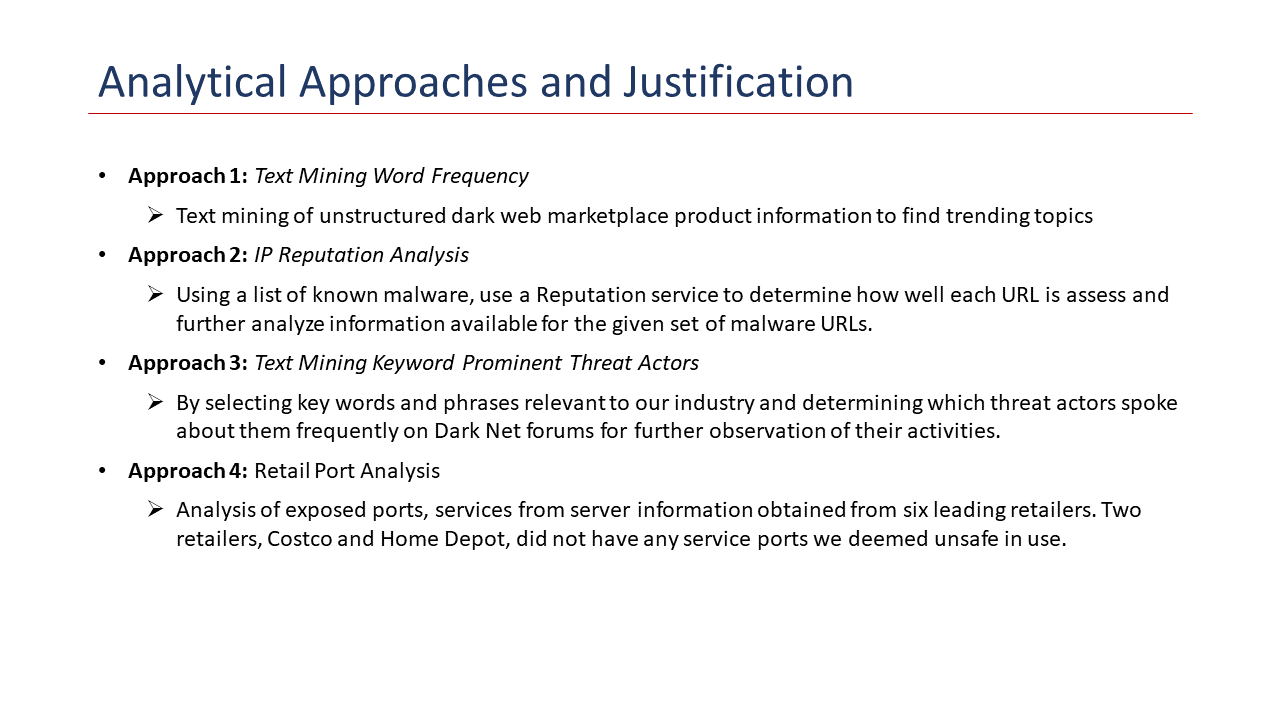 Analytical Approaches and Justification
• Approach 1: Text Mining Word Frequency
➢ Text mining of unstructured dark web marketplace product information to find trending topics
• Approach 2: IP Reputation Analysis
➢ Using a list of known malware, use a Reputation service to determine how well each URL is assess and
further analyze information available for the given set of malware URLs.
• Approach 3: Text Mining Keyword Prominent Threat Actors
➢ By selecting key words and phrases relevant to our industry and determining which threat actors spoke
about them frequently on Dark Net forums for further observation of their activities.
• Approach 4: Retail Port Analysis
➢ Analysis of exposed ports, services from server information obtained from six leading retailers. Two
retailers, Costco and Home Depot, did not have any service ports we deemed unsafe in use.